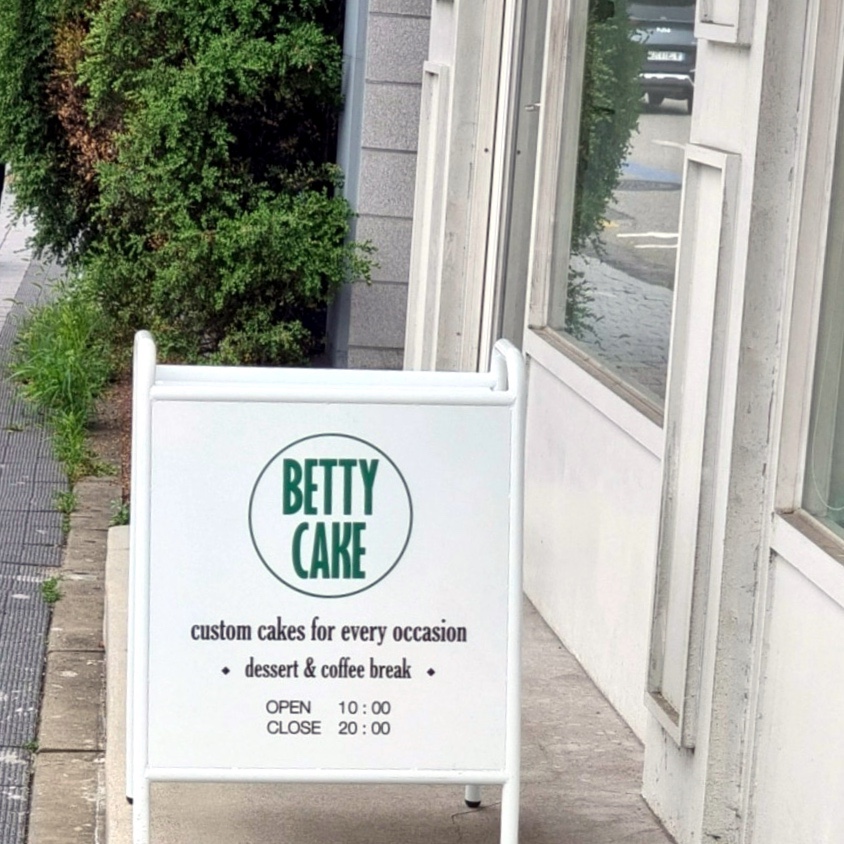 BETTY
CAKE
custom cakes for every occasion
• dessert & coffee break •
OPEN 10 : 00
CLOSE 20 : 00